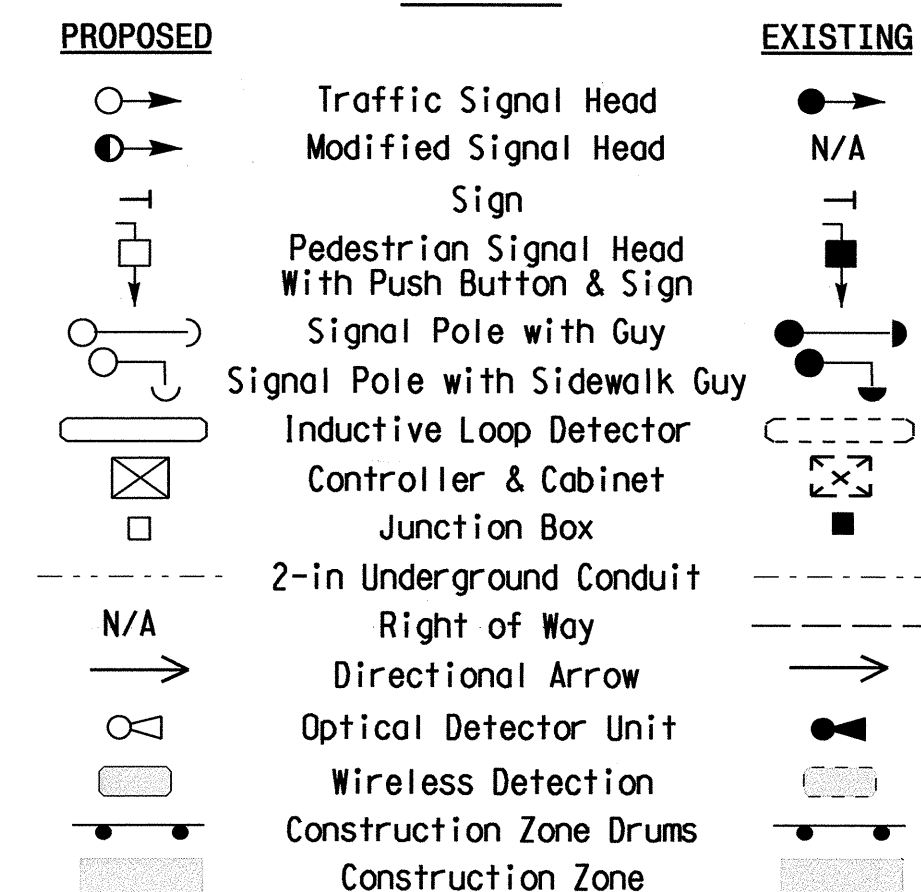 PROPOSED EXISTING
Traffic Signal Head
Modified Signal Head N/A
Sign
Pedestrian Signal Head
With Push Button & Sign
Signal Pole with Guy
Signal Pole with Sidewalk Guy
Inductive Loop Detector
Controller & Cabinet
Junction Box
2-in Underground Conduit
N/A Right of Way
Directional Arrow
Optical Detector Unit
Wireless Detection
Construction Zone Drums
Construction Zone